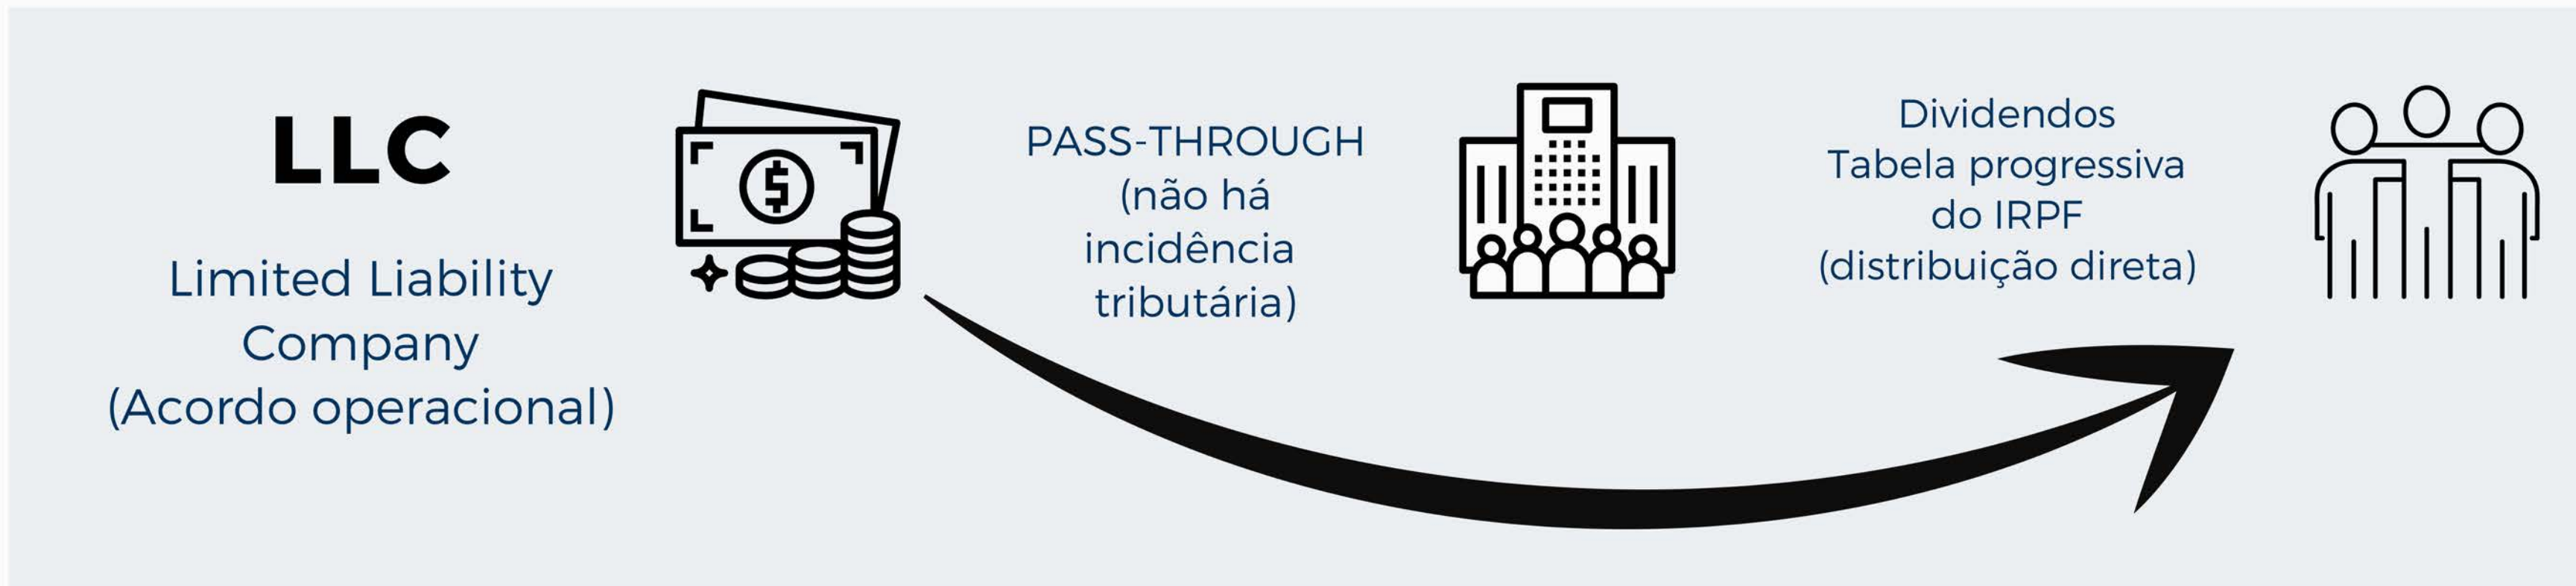 LLC
Limited Liability
Company
(Acordo operacional)
PASS-THROUGH
(não há
incidência
tributária)
Dividendos
Tabela progressiva
do IRPF
(distribuição direta)